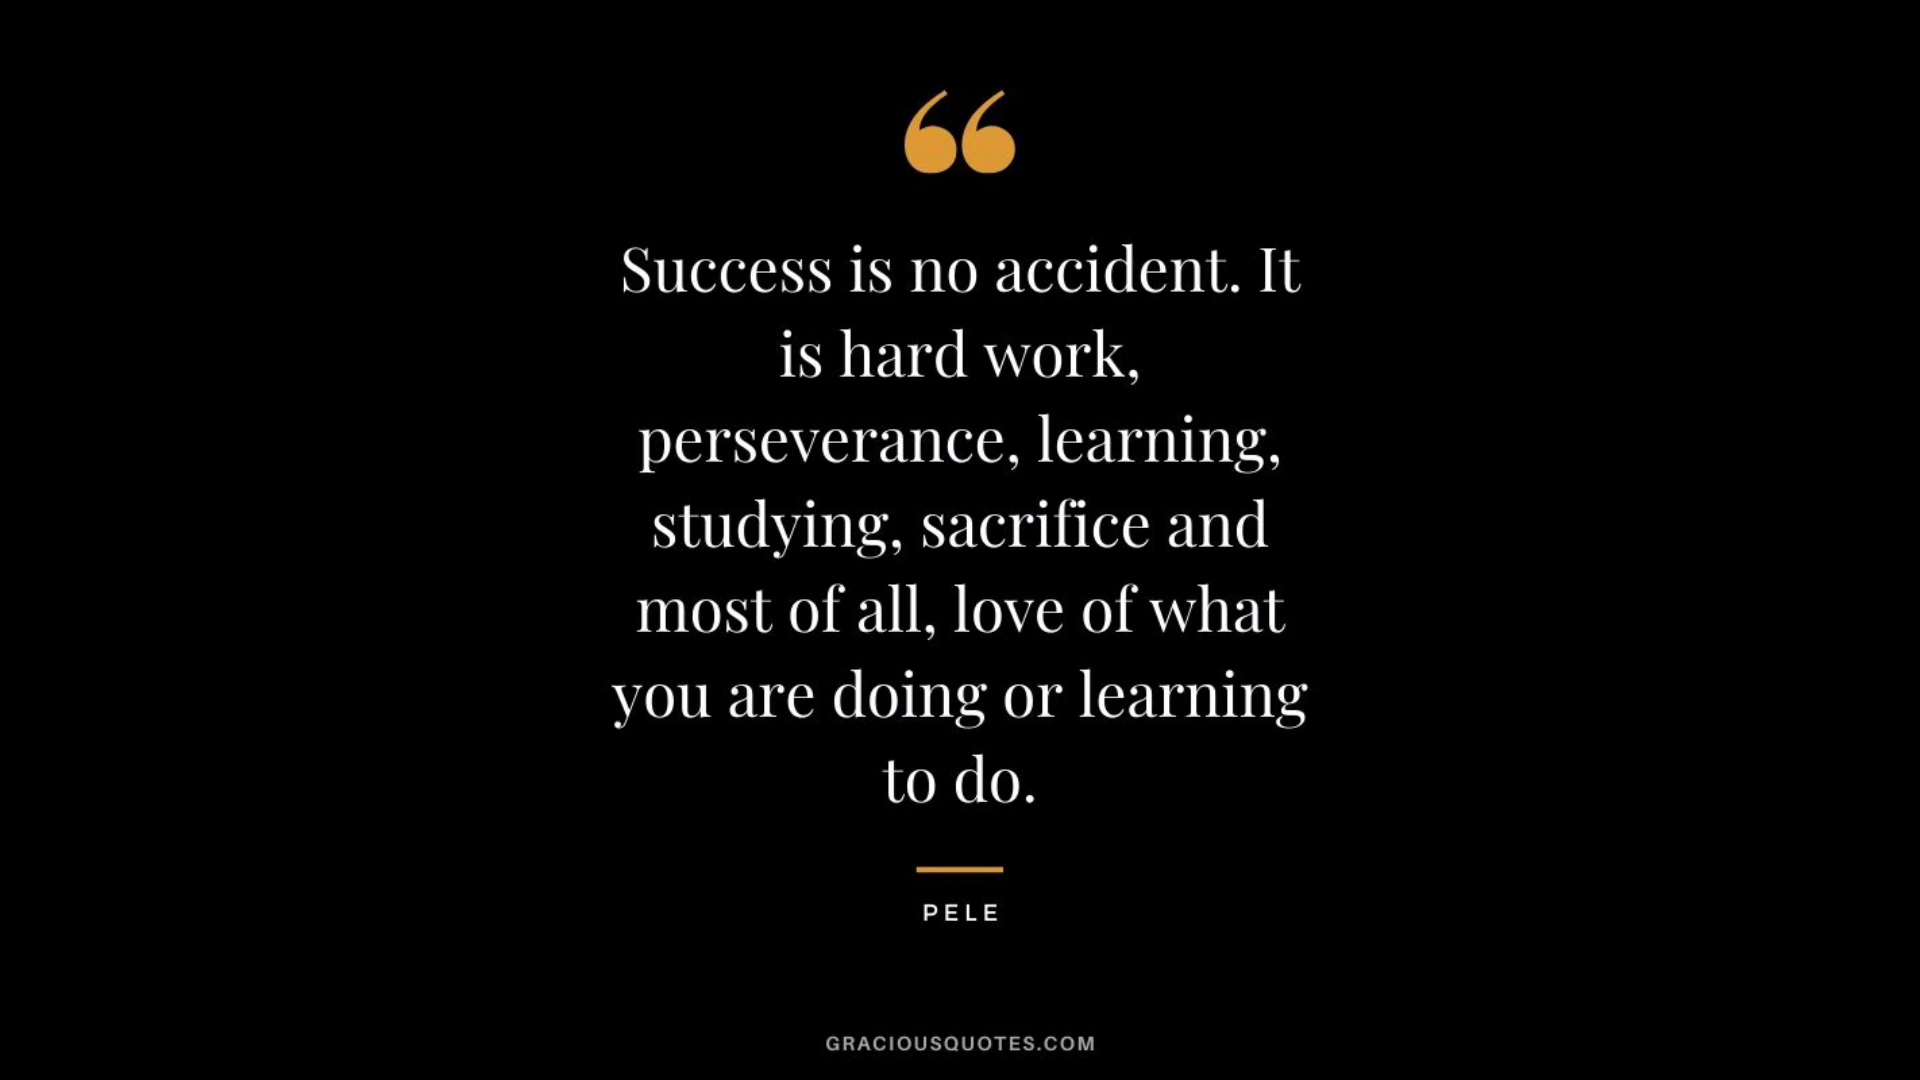 Success is no accident. It
is hard work,
perseverance, learning,
studying, sacrifice and
most of all, love of what
you are doing or learning
to do.
PELE
GRACIOUSQUOTES.COM